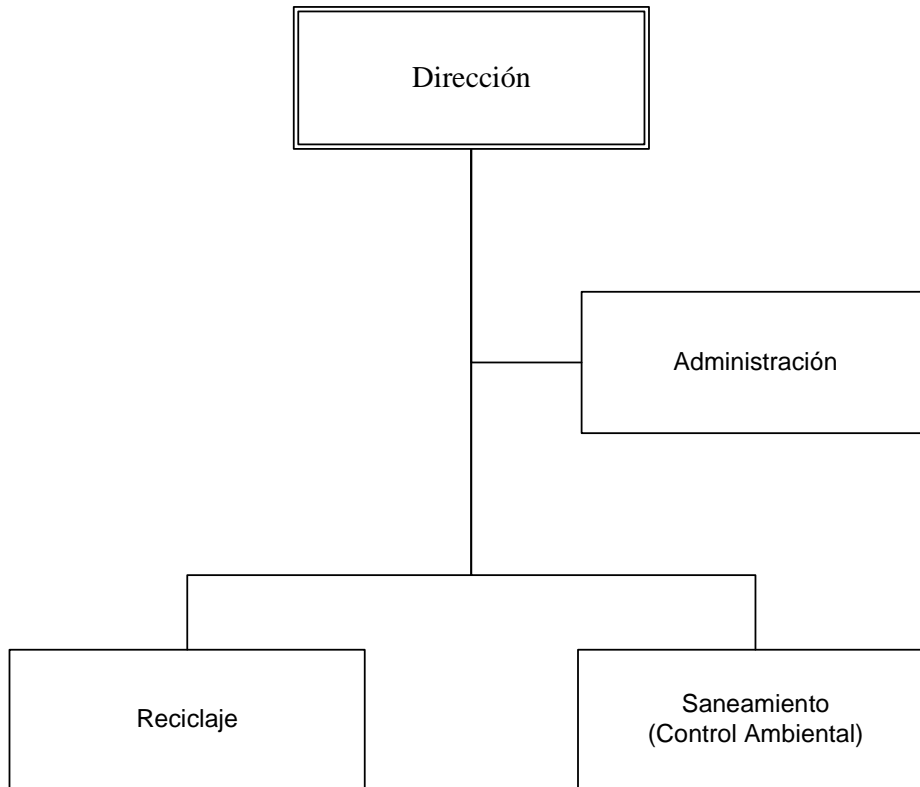 Dirección
Administración
Reciclaje
Saneamiento
(Control Ambiental)